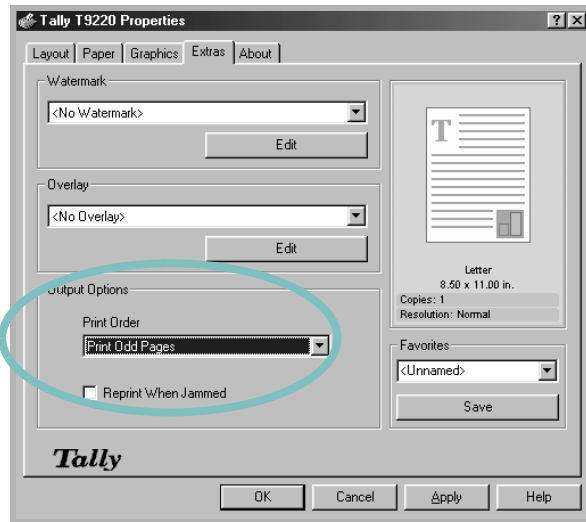 Tally T9220 Properties
Layout Paper Graphics Extras About
Watermark
<No Watermark>
Edit
Overlay
<No Overlay>
Edit
Output Options
Print Order
Print Odd Pages
Reprint When Jammed
T
Letter
8.50 x 11.00 in.
Copies: 1
Resolution: Normal
Favorites
<Unnamed>
Save
Tally
OK Cancel Apply Help